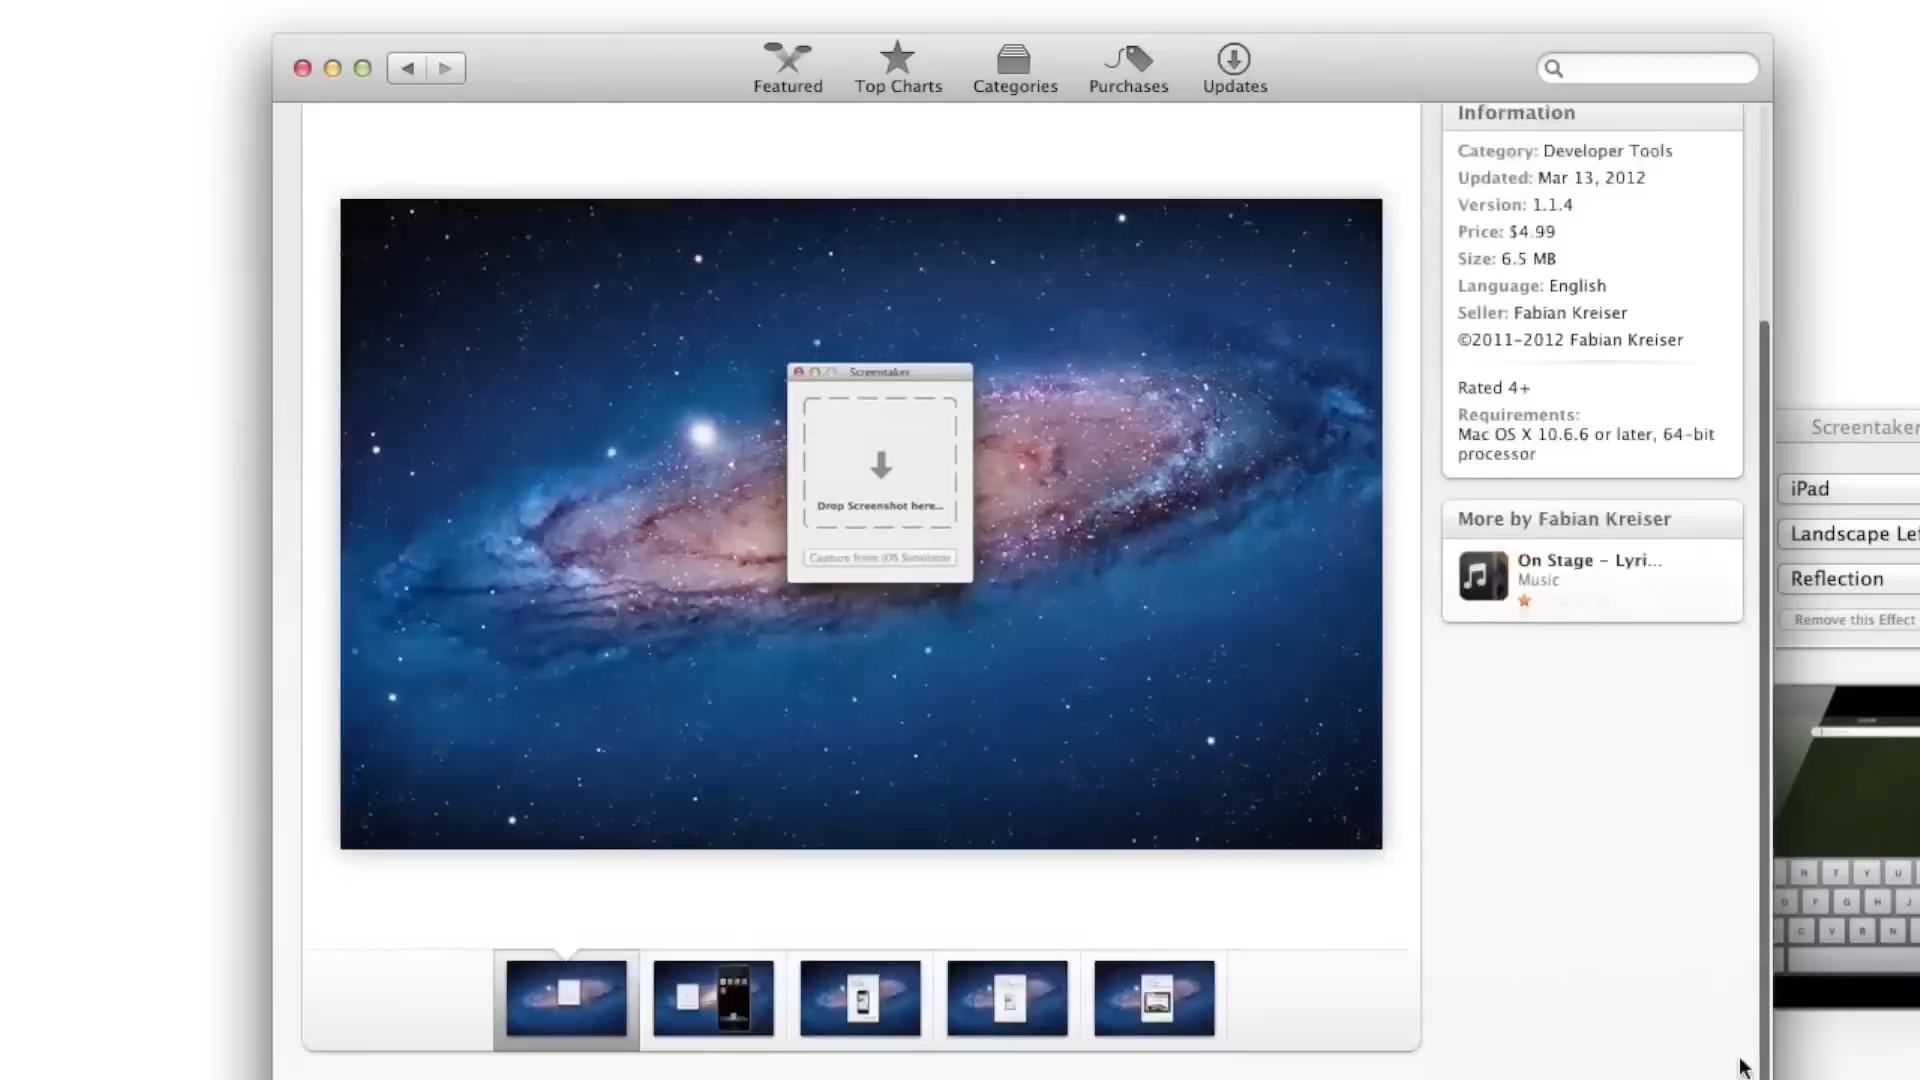 Featured
Top Charts
Categories
Purchases
Updates
Information
Category: Developer Tools
Updated: Mar 13, 2012
Version: 1.1.4
Price: $4.99
Size: 6.5 MB
Language: English
Seller: Fabian Kreiser
©2011-2012 Fabian Kreiser
Rated 4+
Requirements:
Mac OS X 10.6.6 or later, 64-bit
processor
More by Fabian Kreiser
On Stage - Lyri...
Music
Screentaker
Drop Screenshot here...
Capture from iOS Simulator
Screentaker
iPad
Landscape Lef
Reflection
Remove this Effect
R T Y U
D F G H J
C V B N